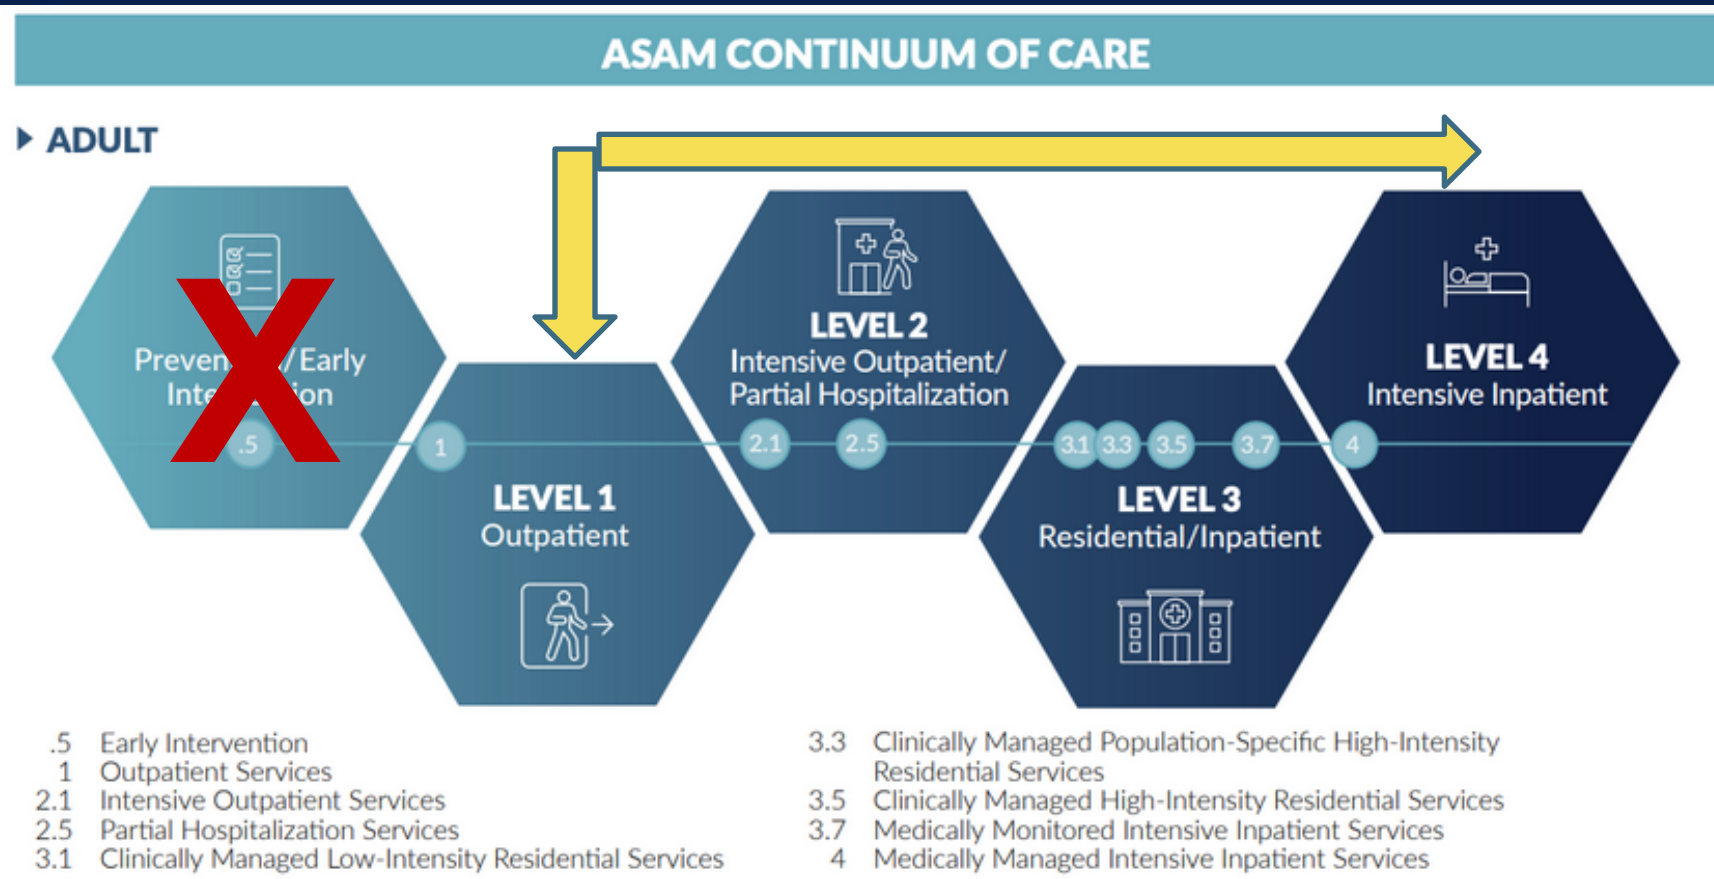 ASAM CONTINUUM OF CARE
ADULT
/Early
.5
X
1
LEVEL 1
Outpatient
LEVEL 2
Intensive Outpatient/
Partial Hospitalization
2.1 2.5
3.1 3.3 3.5 3.7
LEVEL 3
Residential/Inpatient
LEVEL 4
Intensive Inpatient
4
.5 Early Intervention
1 Outpatient Services
2.1 Intensive Outpatient Services
2.5 Partial Hospitalization Services
3.1 Clinically Managed Low-Intensity Residential Services
3.3 Clinically Managed Population-Specific High-Intensity
Residential Services
3.5 Clinically Managed High-Intensity Residential Services
3.7 Medically Monitored Intensive Inpatient Services
4 Medically Managed Intensive Inpatient Services